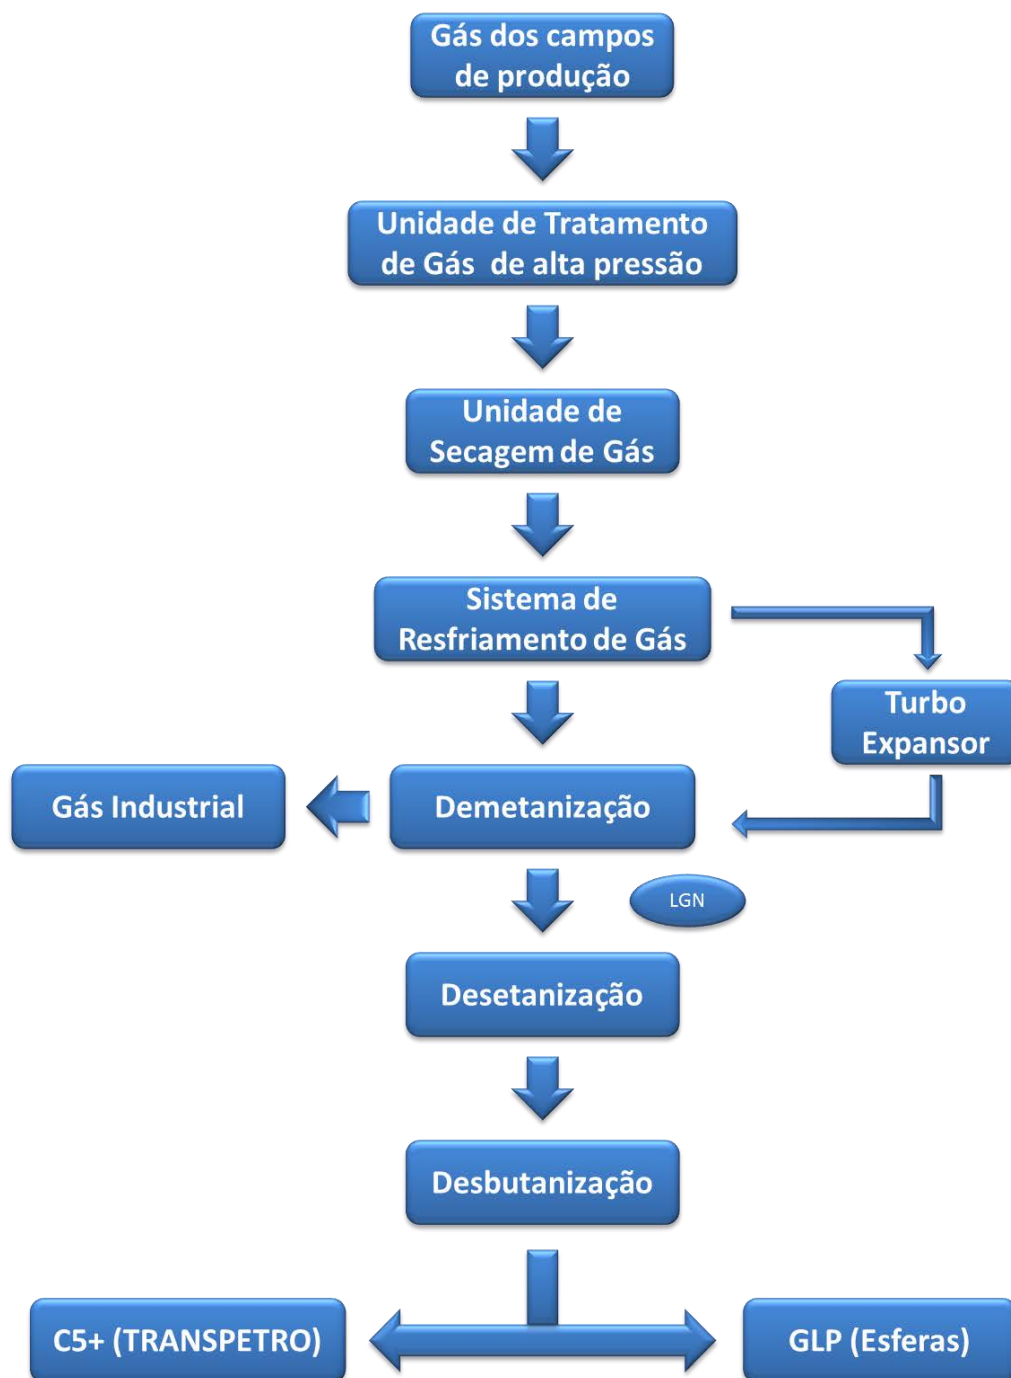 Gás dos campos
de produção
Unidade de Tratamento
de Gás de alta pressão
Unidade de
Secagem de Gás
Sistema de
Resfriamento de Gás
Turbo
Expansor
Gás Industrial
Demetanização
LGN
Desetanização
Desbutanização
C5+ (TRANSPETRO)
GLP (Esferas)